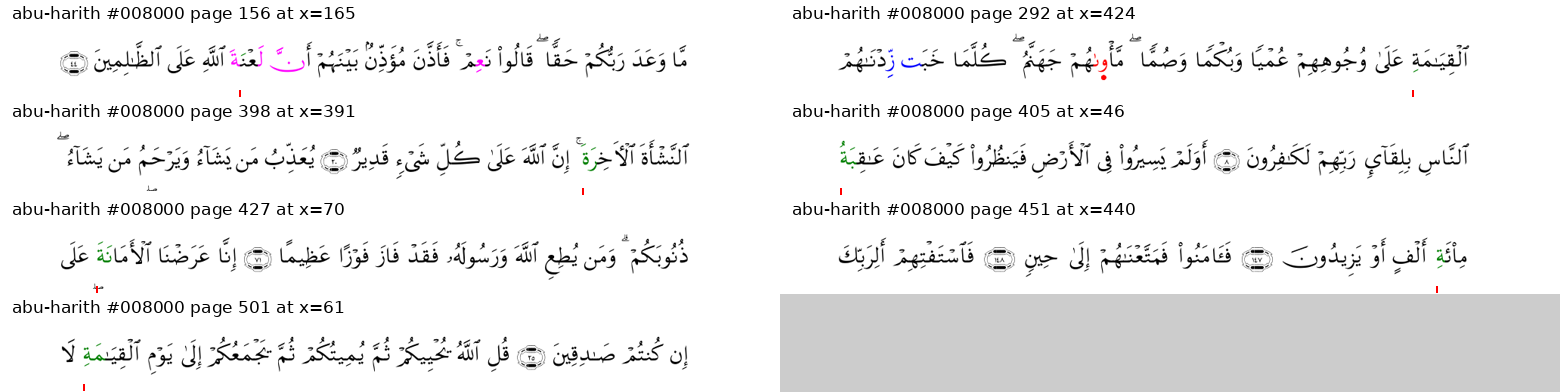 abu-harith #008000 page 156 at x=165
مَّا وَعَدَ رَبُّكُمْ حَقًّاۖ قَالُوا۟ نَعِمْۚ فَأَذَّنَ مُؤَذِّنٌۢ بَيْنَهُمْ أَنَّ لَعْنَةَ ٱللَّهِ عَلَى ٱلظَّـٰلِمِينَ ٤٤
abu-harith #008000 page 292 at x=424
ٱلْقِيَـٰمَةِ عَلَىٰ وُجُوهِهِمْ عُمْيًا وَبُكْمًا وَصُمًّاۖ مَّأْوىٰهُمْ جَهَنَّمُۖ كُلَّمَا خَبَت زِّدْنَـٰهُمْ
abu-harith #008000 page 398 at x=391
ٱلنَّشْأَةَ ٱلْأَخِرَةَۚ إِنَّ ٱللَّهَ عَلَىٰ كُلِّ شَىْءٍ قَدِيرٌ ٢٠ يُعَذِّبُ مَن يَشَآءُ وَيَرْحَمُ مَن يَشَآءُۖ
abu-harith #008000 page 405 at x=46
ٱلنَّاسِ بِلِقَآئِ رَبِّهِمْ لَكَـٰفِرُونَ ٨ أَوَلَمْ يَسِيرُوا۟ فِى ٱلْأَرْضِ فَيَنظُرُوا۟ كَيْفَ كَانَ عَـٰقِبَةُ
abu-harith #008000 page 427 at x=70
ذُنُوبَكُمْۗ وَمَن يُطِعِ ٱللَّهَ وَرَسُولَهُۥ فَقَدْ فَازَ فَوْزًا عَظِيمًا ٧١ إِنَّا عَرَضْنَا ٱلْأَمَانَةَ عَلَى
abu-harith #008000 page 451 at x=440
مِا۟ئَةِ أَلْفٍ أَوْ يَزِيدُونَ ١٤٧ فَـَٔامَنُوا۟ فَمَتَّعْنَـٰهُمْ إِلَىٰ حِينٍ ١٤٨ فَٱسْتَفْتِهِمْ أَلِرَبِّكَ
abu-harith #008000 page 501 at x=61
إِن كُنتُمْ صَـٰدِقِينَ ٢٥ قُلِ ٱللَّهُ يُحْيِيكُمْ ثُمَّ يُمِيتُكُمْ ثُمَّ يَجْمَعُكُمْ إِلَىٰ يَوْمِ ٱلْقِيَـٰمَةِ لَا